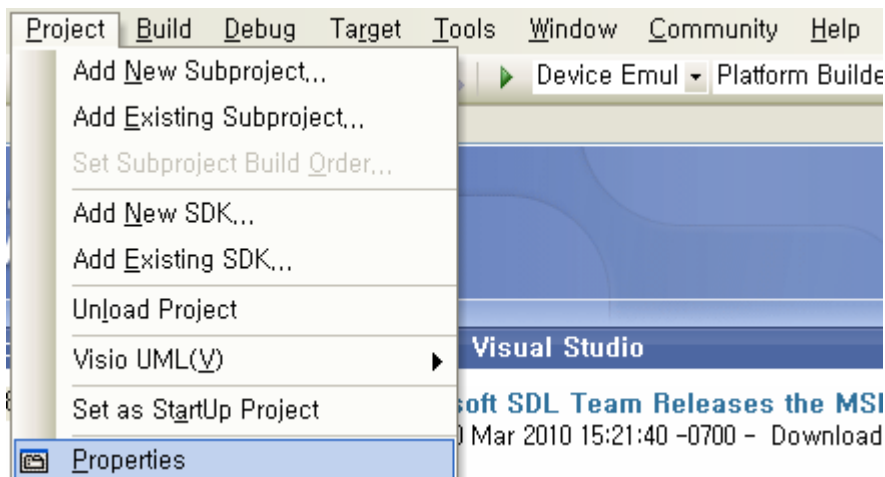 Project Build Debug Target Tools Window Community Help
Add New Subproject...
Device Emul Platform Builde
Add Existing Subproject...
Set Subproject Build Order...
Add New SDK...
Add Existing SDK...
Unload Project
Visio UML(V)
Visual Studio
Set as StartUp Project
soft SDL Team Releases the MSF
Mar 2010 15:21:40 -0700 - Download
Properties